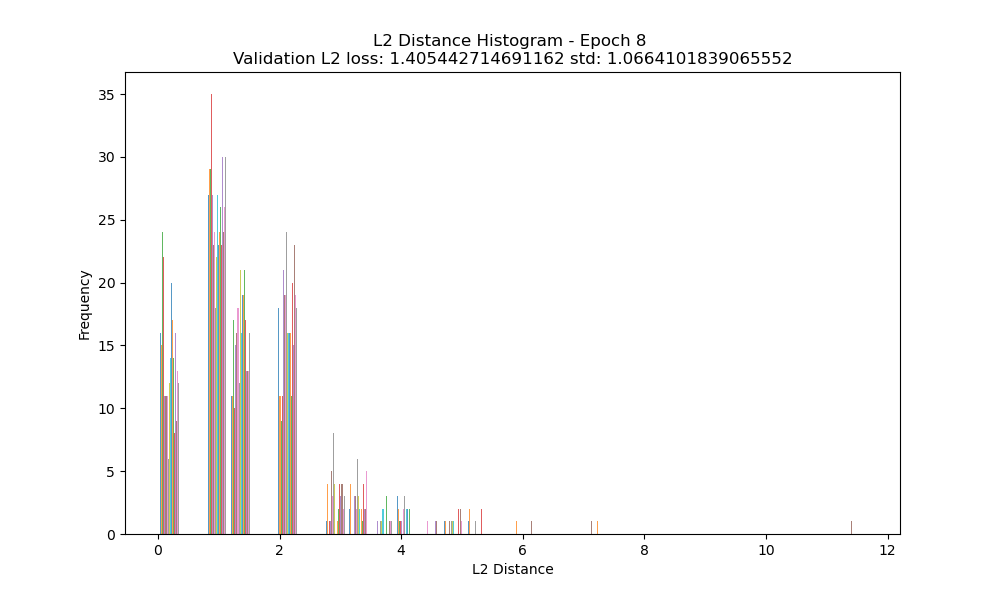 L2 Distance Histogram - Epoch 8
Validation L2 loss: 1.405442714691162 std: 1.0664101839065552
Frequency
35
30
25
20
15
10
5
0
0 2 4 6 8 10 12
L2 Distance